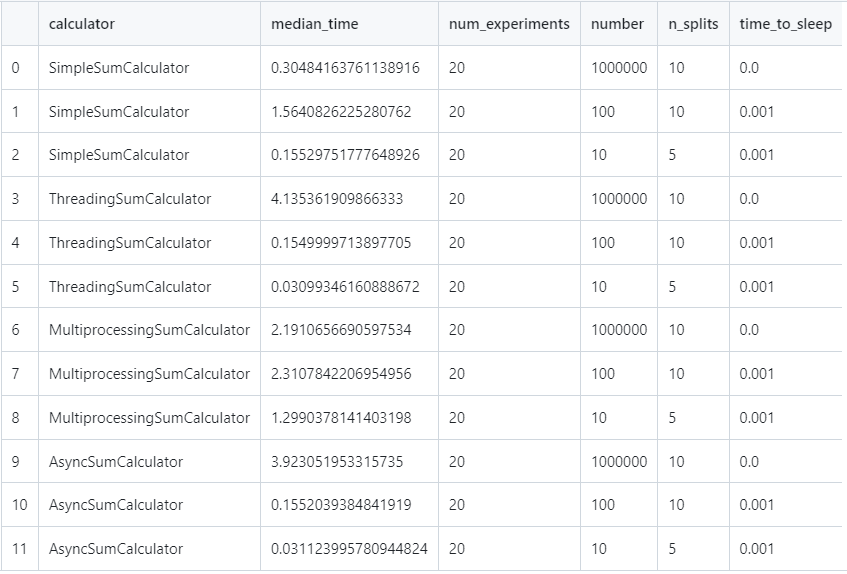 calculator median_time num_experiments number n_splits time_to_sleep
0 SimpleSumCalculator 0.30484163761138916 20 1000000 10 0.0
1 SimpleSumCalculator 1.5640826225280762 20 100 10 0.001
2 SimpleSumCalculator 0.15529751777648926 20 10 5 0.001
3 ThreadingSumCalculator 4.135361909866333 20 1000000 10 0.0
4 ThreadingSumCalculator 0.1549999713897705 20 100 10 0.001
5 ThreadingSumCalculator 0.03099346160888672 20 10 5 0.001
6 MultiprocessingSumCalculator 2.1910656690597534 20 1000000 10 0.0
7 MultiprocessingSumCalculator 2.3107842206954956 20 100 10 0.001
8 MultiprocessingSumCalculator 1.2990378141403198 20 10 5 0.001
9 AsyncSumCalculator 3.923051953315735 20 1000000 10 0.0
10 AsyncSumCalculator 0.1552039384841919 20 100 10 0.001
11 AsyncSumCalculator 0.031123995780944824 20 10 5 0.001